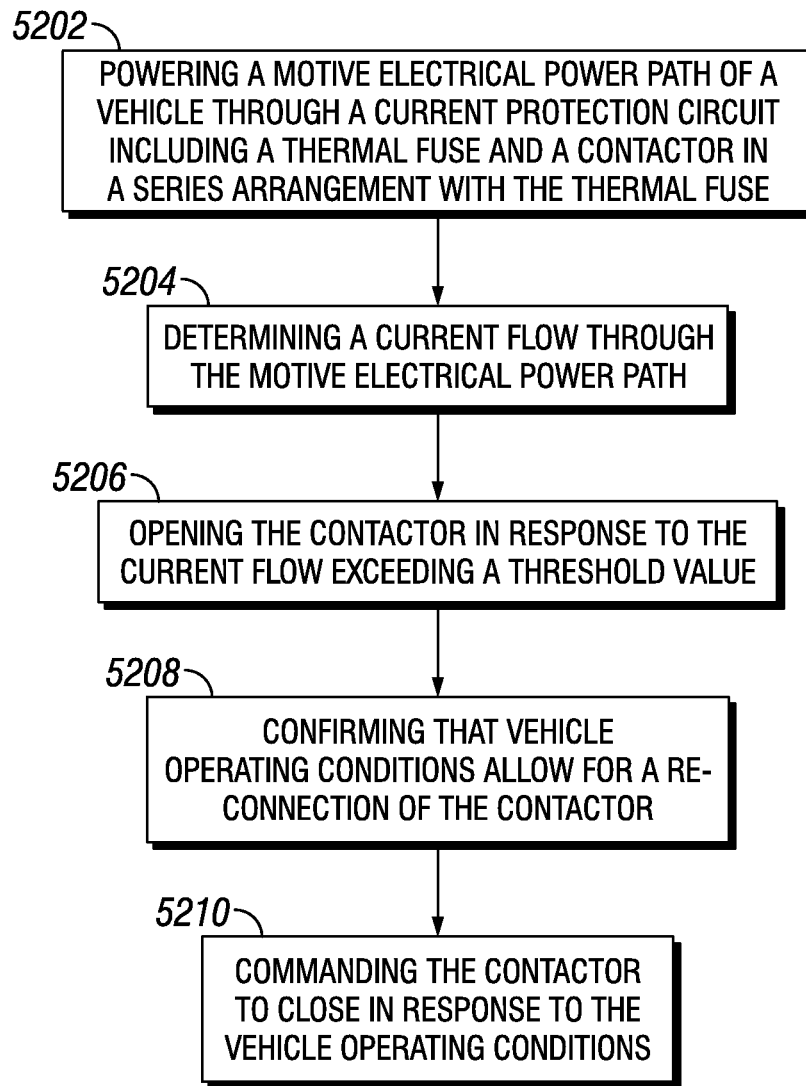 5202
POWERING A MOTIVE ELECTRICAL POWER PATH OF A
VEHICLE THROUGH A CURRENT PROTECTION CIRCUIT
INCLUDING A THERMAL FUSE AND A CONTACTOR IN
A SERIES ARRANGEMENT WITH THE THERMAL FUSE
5204
DETERMINING A CURRENT FLOW THROUGH
THE MOTIVE ELECTRICAL POWER PATH
5206
OPENING THE CONTACTOR IN RESPONSE TO THE
CURRENT FLOW EXCEEDING A THRESHOLD VALUE
5208
CONFIRMING THAT VEHICLE
OPERATING CONDITIONS ALLOW FOR A RE-
CONNECTION OF THE CONTACTOR
5210
COMMANDING THE CONTACTOR
TO CLOSE IN RESPONSE TO THE
VEHICLE OPERATING CONDITIONS